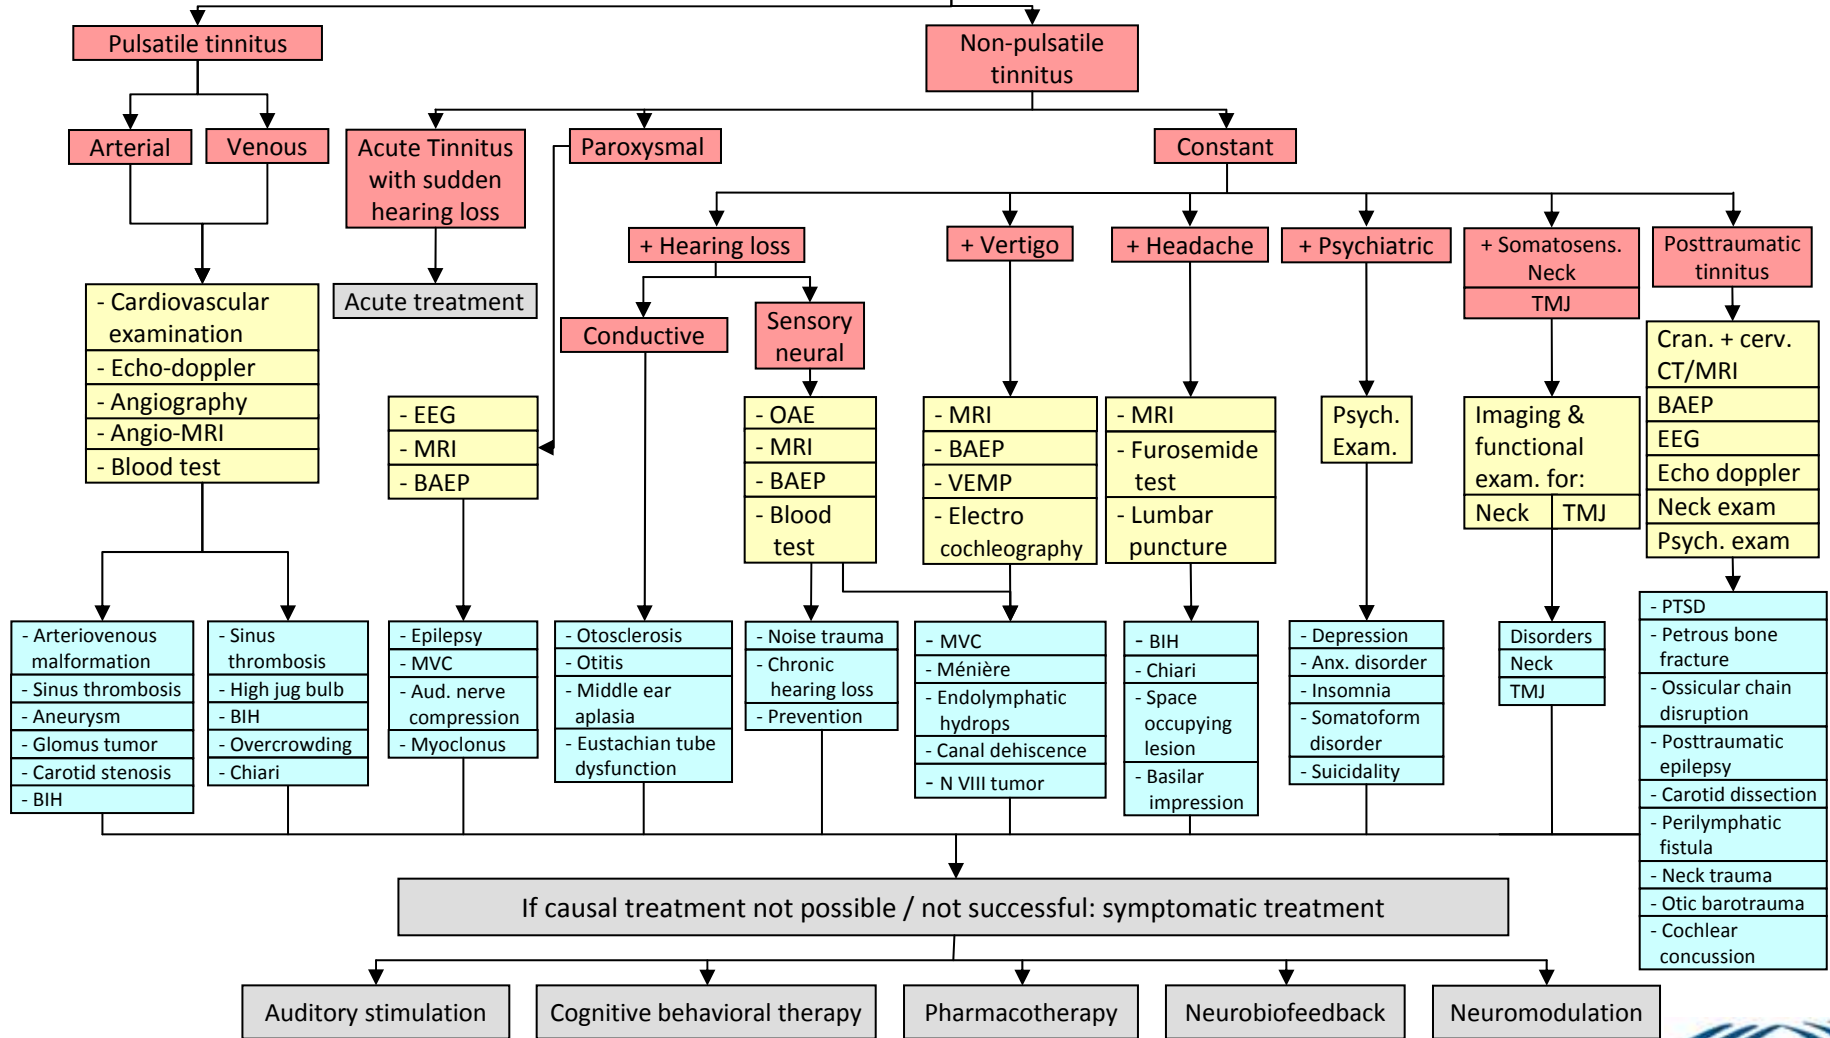 Pulsatile tinnitus
Non-pulsatile
tinnitus
Arterial
Venous
Acute Tinnitus
with sudden
hearing loss
Paroxysmal
Constant
+ Hearing loss
+ Vertigo
+ Headache
+ Psychiatric
+ Somatosens.
Neck
TMJ
Posttraumatic
tinnitus
Acute treatment
Conductive
Sensory
neural
- Cardiovascular
examination
- Echo-doppler
- Angiography
- Angio-MRI
- Blood test
- EEG
- MRI
- BAEP
- OAE
- MRI
- BAEP
- Blood
test
- MRI
- BAEP
- VEMP
- Electro
cochleography
- MRI
- Furosemide
test
- Lumbar
puncture
Psych.
Exam.
Imaging &
functional
exam. for:
Neck
TMJ
Cran. + cerv.
CT/MRI
BAEP
EEG
Echo doppler
Neck exam
Psych. exam
- Arteriovenous
malformation
- Sinus thrombosis
- Aneurysm
- Glomus tumor
- Carotid stenosis
- BIH
- Sinus
thrombosis
- High jug bulb
- BIH
- Overcrowding
- Chiari
- Epilepsy
- MVC
- Aud. nerve
compression
- Myoclonus
- Otosclerosis
- Otitis
- Middle ear
aplasia
- Eustachian tube
dysfunction
- Noise trauma
- Chronic
hearing loss
- Prevention
- MVC
- Ménière
- Endolymphatic
hydrops
- Canal dehiscence
- N VIII tumor
- BIH
- Chiari
- Space
occupying
lesion
- Basilar
impression
- Depression
- Anx. disorder
- Insomnia
- Somatoform
disorder
- Suicidality
Disorders
Neck
TMJ
- PTSD
- Petrous bone
fracture
- Ossicular chain
disruption
- Posttraumatic
epilepsy
- Carotid dissection
- Perilymphatic
fistula
- Neck trauma
- Otic barotrauma
- Cochlear
concussion
If causal treatment not possible / not successful: symptomatic treatment
Auditory stimulation
Cognitive behavioral therapy
Pharmacotherapy
Neurobiofeedback
Neuromodulation